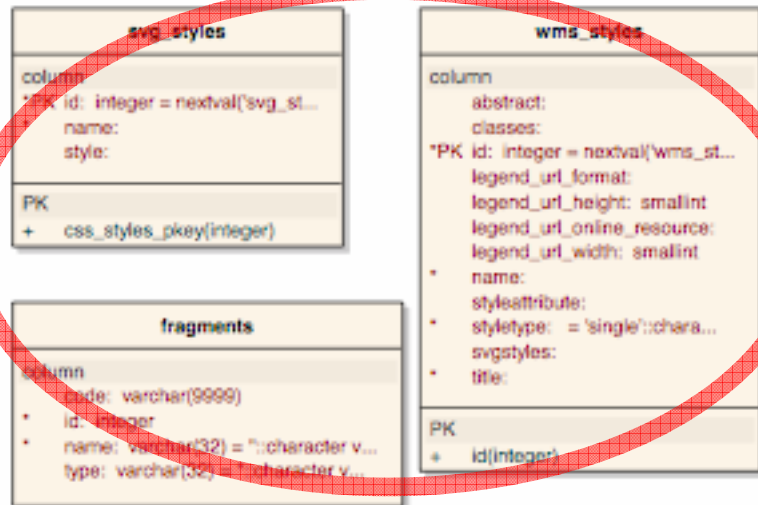 svg_styles
column
*PK id: integer = nextval('svg_st...
name:
style:
PK
+ css_styles_pkey(integer)
fragments
column
code: varchar(9999)
* id: integer
* name: varchar(32) = ''::character v...
type: varchar(32) = '::character v...
wms_styles
column
abstract:
classes:
*PK id: integer = nextval('wms_st...
legend_url_format:
legend_url_height: smallint
legend_url_online_resource:
legend_url_width: smallint
* name:
styleattribute:
* styletype: = 'single'::chara...
svgstyles:
* title:
PK
+ id(integer)